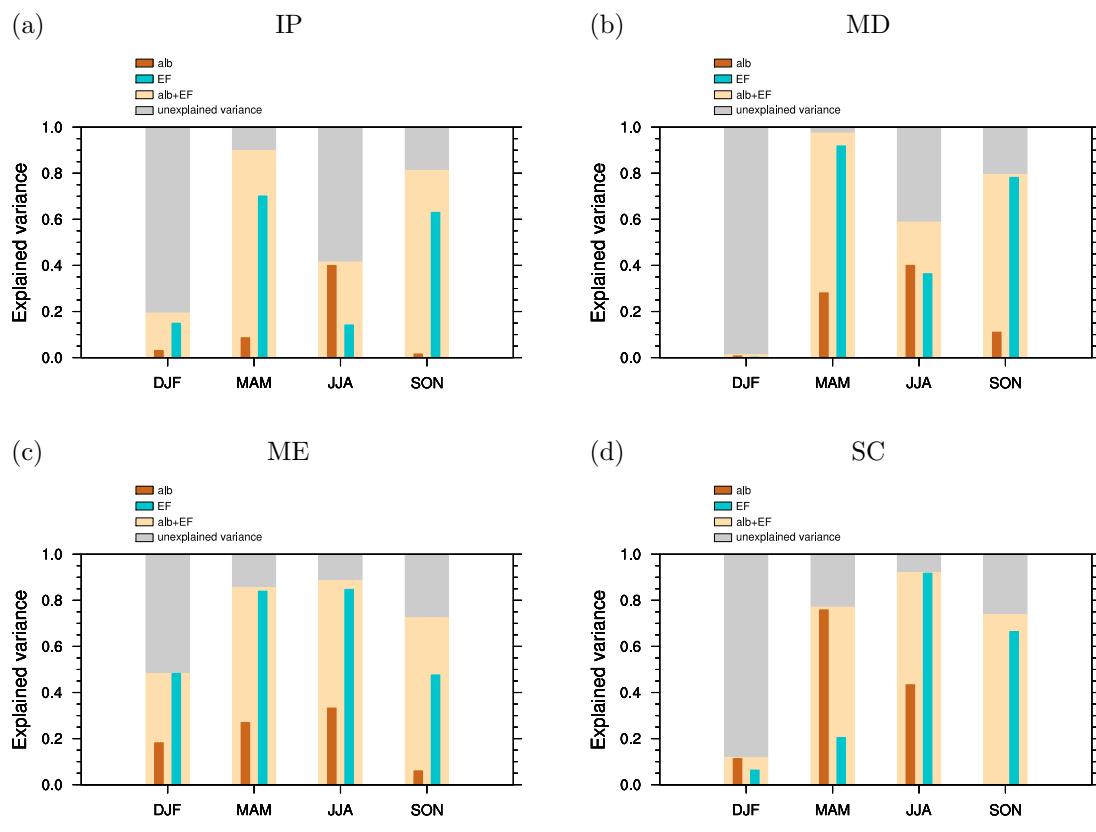 (a) IP
alb
EF
alb+EF
unexplained variance
Explained variance
1.0
0.8
0.6
0.4
0.2
0.0
DJF MAM JJA SON
(b) MD
alb
EF
alb+EF
unexplained variance
Explained variance
1.0
0.8
0.6
0.4
0.2
0.0
DJF MAM JJA SON
(c) ME
alb
EF
alb+EF
unexplained variance
Explained variance
1.0
0.8
0.6
0.4
0.2
0.0
DJF MAM JJA SON
(d) SC
alb
EF
alb+EF
unexplained variance
Explained variance
1.0
0.8
0.6
0.4
0.2
0.0
DJF MAM JJA SON